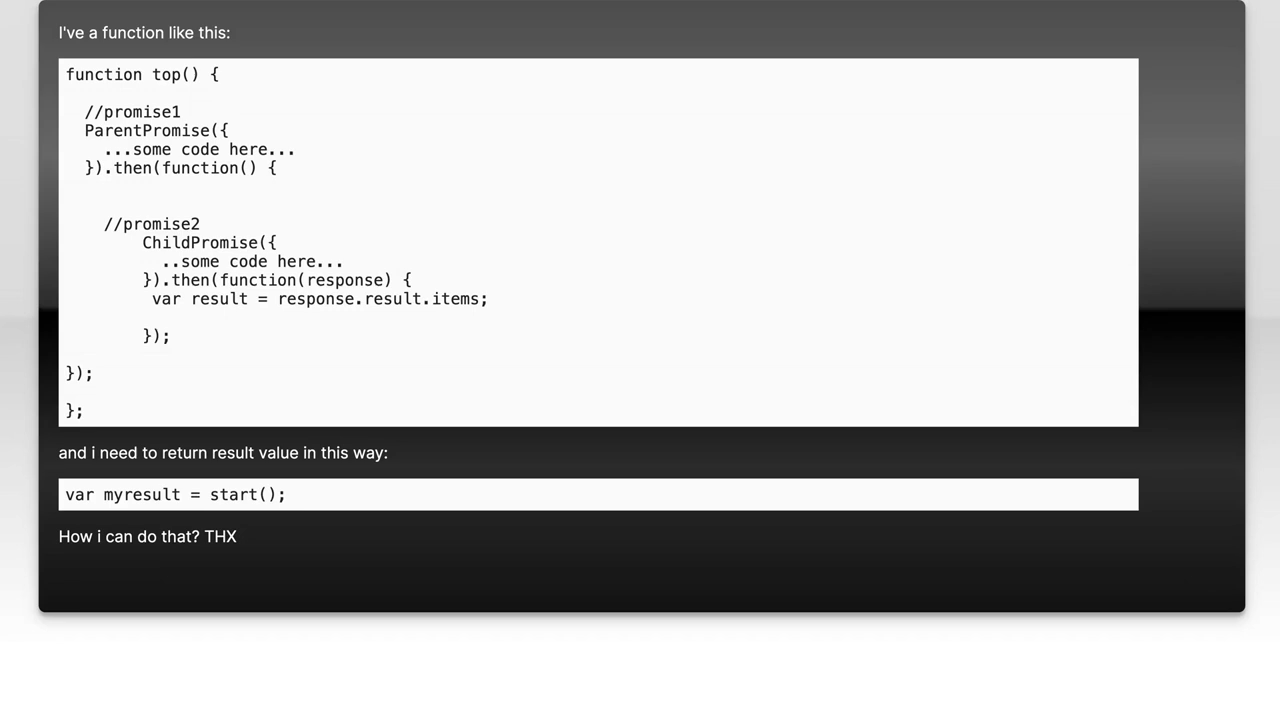 I've a function like this:
function top() {
//promise1
ParentPromise({
...some code here...
}).then(function() {
//promise2
ChildPromise({
..some code here...
}).then(function(response) {
var result = response.result.items;
});
});
};
and i need to return result value in this way:
var myresult = start();
How i can do that? THX